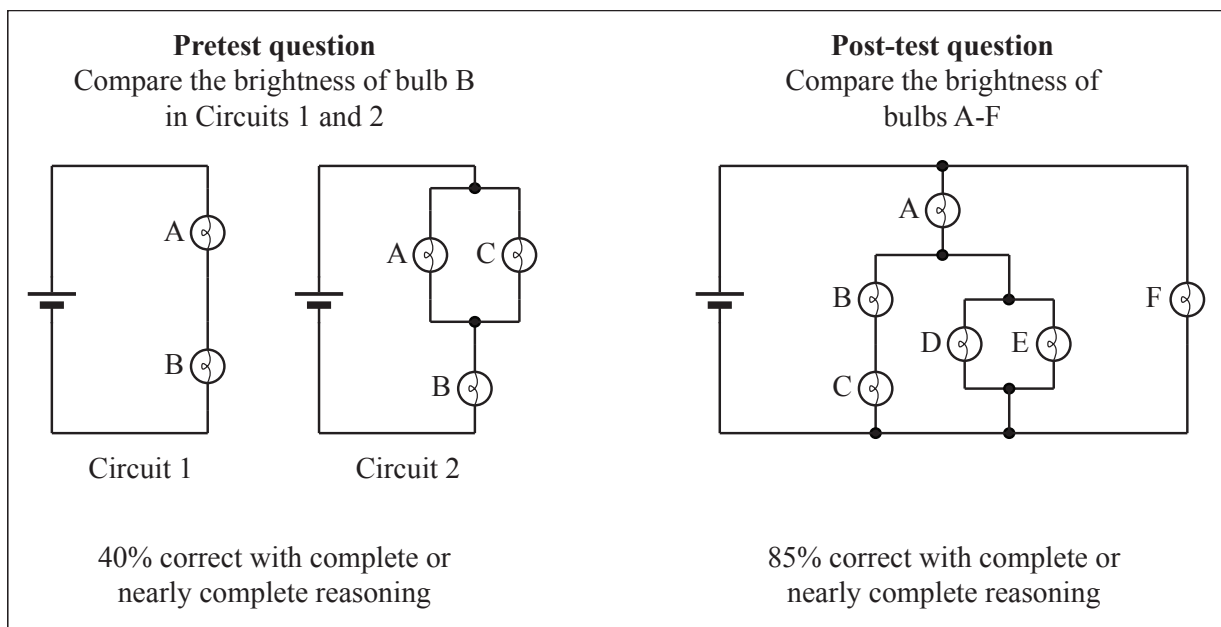 Pretest question
Compare the brightness of bulb B
in Circuits 1 and 2
A
B
Circuit 1
A
C
B
Circuit 2
40% correct with complete or
nearly complete reasoning
Post-test question
Compare the brightness of
bulbs A-F
A
B
F
D
E
C
85% correct with complete or
nearly complete reasoning